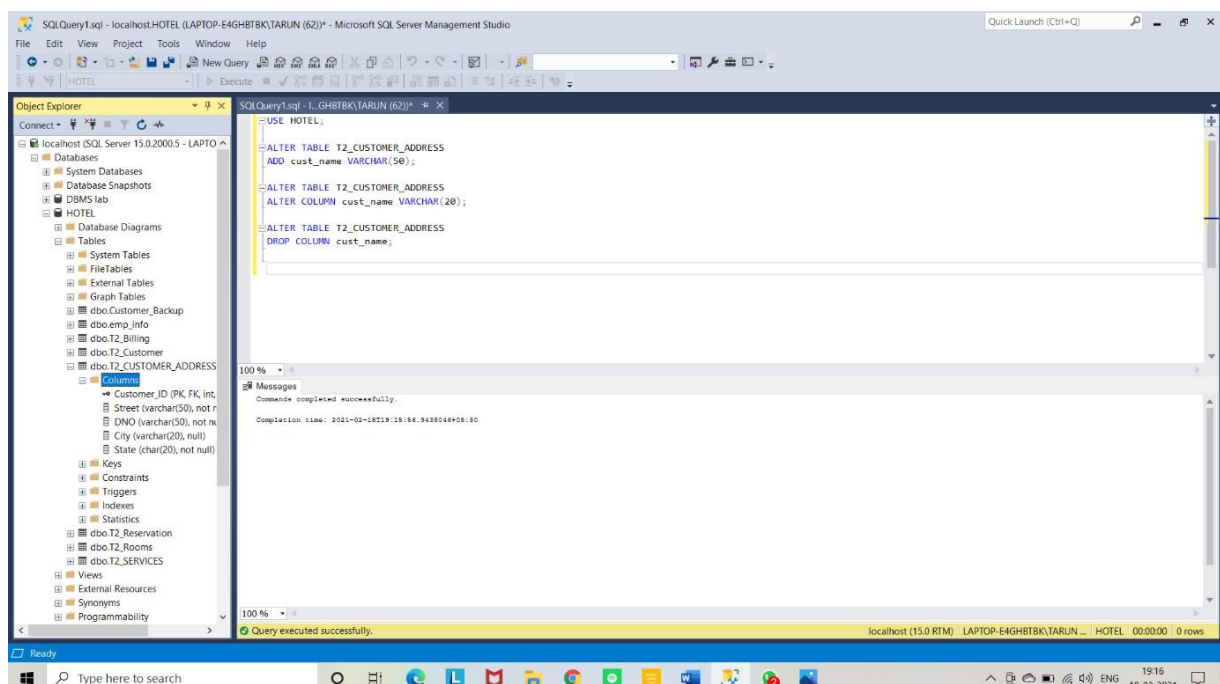 SQLQuery1.sql - localhost.HOTEL (LAPTOP-E4GHBTBK\TARUN (62))* - Microsoft SQL Server Management Studio
Quick Launch (Ctrl+Q)
File Edit View Project Tools Window Help
New Query
HOTEL
Execute
Object Explorer
Connect
localhost (SQL Server 15.0.2000.5 - LAPTO
Databases
System Databases
Database Snapshots
DBMS lab
HOTEL
Database Diagrams
Tables
System Tables
FileTables
External Tables
Graph Tables
dbo.Customer_Backup
dbo.emp_info
dbo.T2_Billing
dbo.T2_Customer
dbo.T2_CUSTOMER_ADDRESS
Columns
Customer_ID (PK, FK, int,
Street (varchar(50), not n
DNO (varchar(50), not nu
City (varchar(20), null)
State (char(20), not null)
Keys
Constraints
Triggers
Indexes
Statistics
dbo.T2_Reservation
dbo.T2_Rooms
dbo.T2_SERVICES
Views
External Resources
Synonyms
Programmability
SQLQuery1.sql - l...GHBTBK\TARUN (62))*
USE HOTEL;
ALTER TABLE T2_CUSTOMER_ADDRESS
ADD cust_name VARCHAR(50);
ALTER TABLE T2_CUSTOMER_ADDRESS
ALTER COLUMN cust_name VARCHAR(20);
ALTER TABLE T2_CUSTOMER_ADDRESS
DROP COLUMN cust_name;
100 %
Messages
Commands completed successfully.
Completion time: 2021-02-18T19:15:56.9438046+05:30
100 %
Query executed successfully.
localhost (15.0 RTM) LAPTOP-E4GHBTBK\TARUN ... HOTEL 00:00:00 0 rows
Ready
Type here to search
ENG
19:16